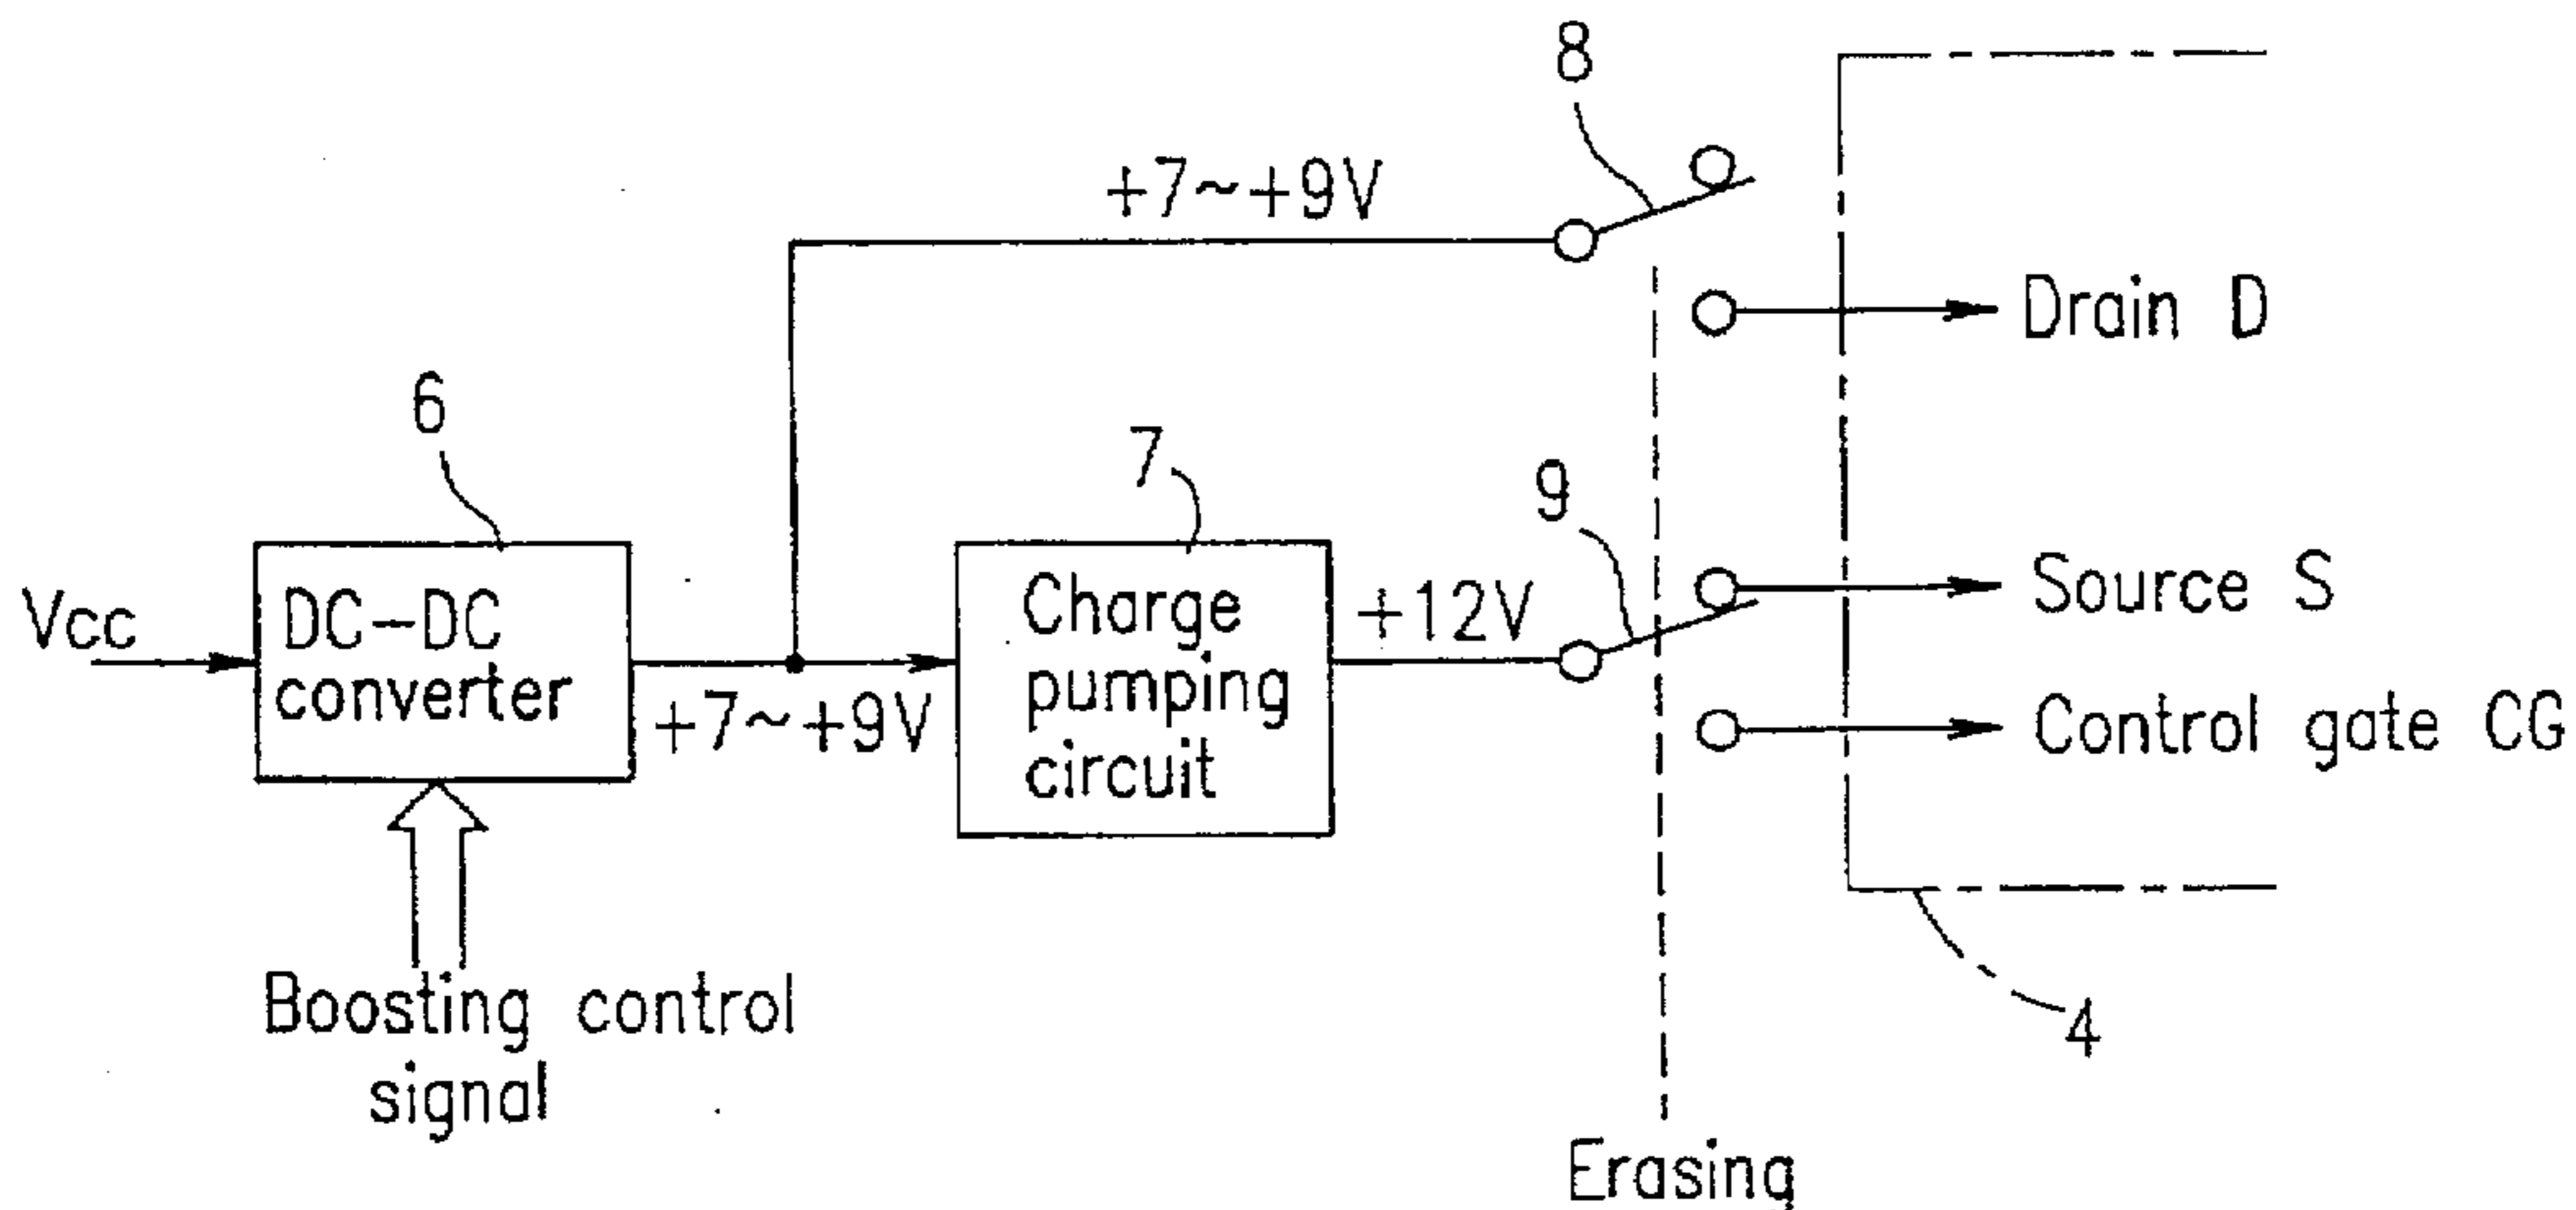 8
+7~+9V
Drain D
6
7
9
Vcc
DC-DC
converter
+7~+9V
Charge
pumping
circuit
+12V
Source S
Control gate CG
Boosting control
signal
4
Erasing